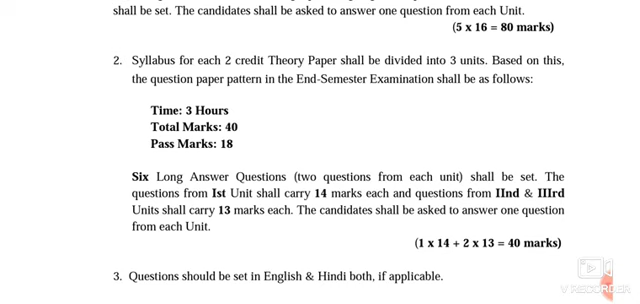 shall be set. The candidates shall be asked to answer one question from each Unit.
(5 x 16 = 80 marks)
2. Syllabus for each 2 credit Theory Paper shall be divided into 3 units. Based on this,
the question paper pattern in the End-Semester Examination shall be as follows:
Time: 3 Hours
Total Marks: 40
Pass Marks: 18
Six Long Answer Questions (two questions from each unit) shall be set. The
questions from Ist Unit shall carry 14 marks each and questions from IInd & IIIrd
Units shall carry 13 marks each. The candidates shall be asked to answer one question
from each Unit.
(1 x 14 + 2 x 13 = 40 marks)
3. Questions should be set in English & Hindi both, if applicable.
V RECORDER